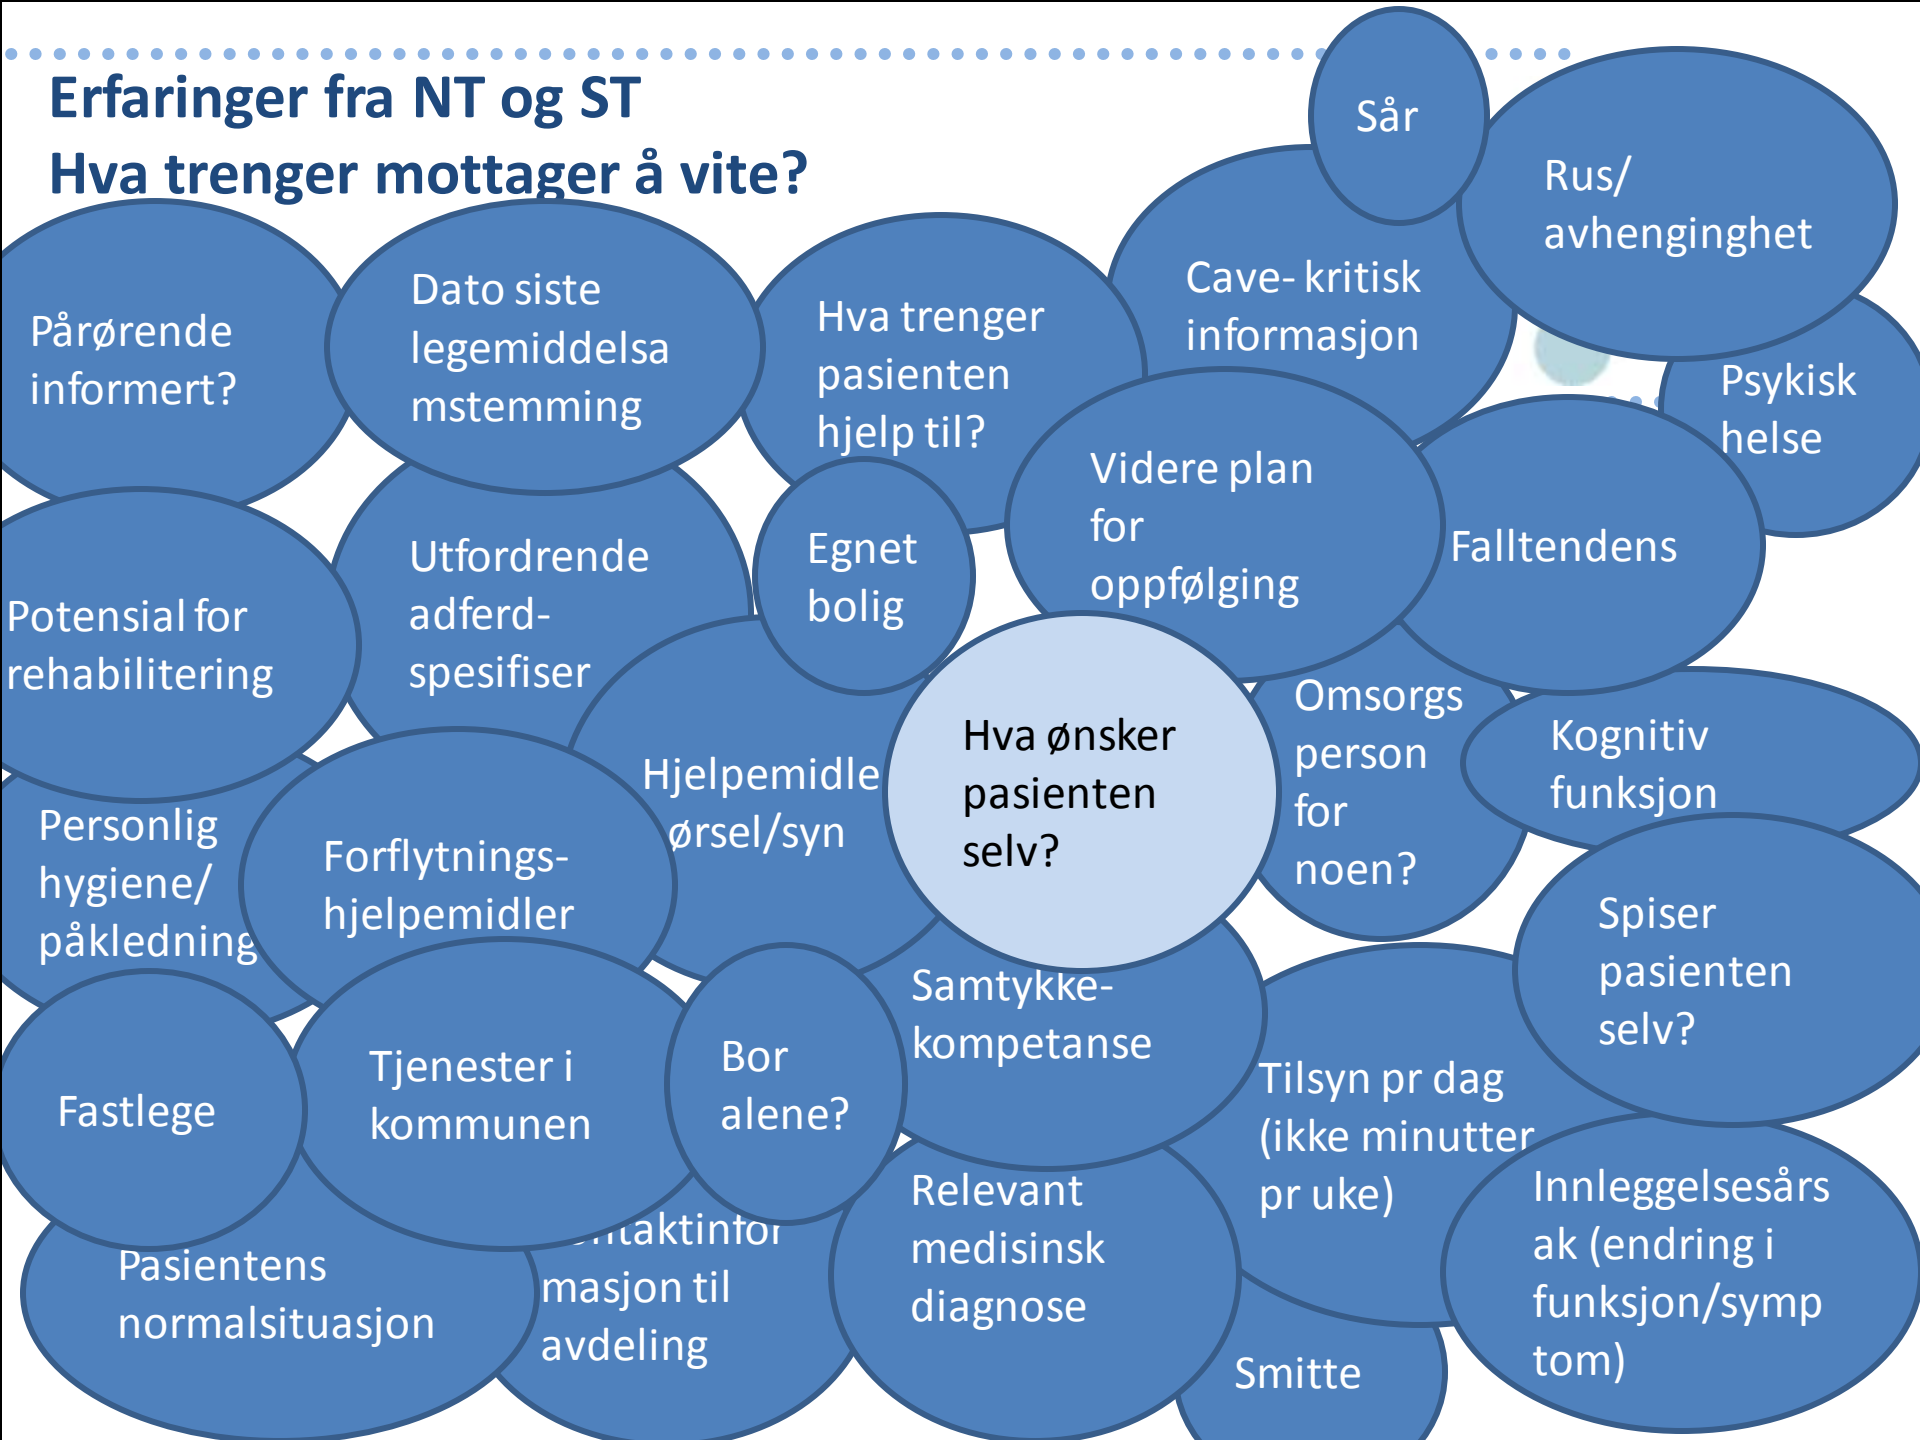 Erfaringer fra NT og ST
Hva trenger mottager å vite?
Sår
Rus/
avhenginghet
Cave- kritisk
informasjon
Pårørende
informert?
Dato siste
legemiddelsa
mstemming
Hva trenger
pasienten
hjelp til?
Psykisk
helse
Videre plan
for
oppfølging
Falltendens
Egnet
bolig
Utfordrende
adferd-
spesifiser
Potensial for
rehabilitering
Hva ønsker
pasienten
selv?
Omsorgs
person
for
noen?
Kognitiv
funksjon
Hjelpemidle
ørsel/syn
Personlig
hygiene/
påkledning
Forflytnings-
hjelpemidler
Spiser
pasienten
selv?
Samtykke-
kompetanse
Tjenester i
kommunen
Bor
alene?
Fastlege
Tilsyn pr dag
(ikke minutter
pr uke)
Relevant
medisinsk
diagnose
Innleggelsesårs
ak (endring i
funksjon/symp
tom)
Pasientens
normalsituasjon
ntaktinfor
masjon til
avdeling
Smitte